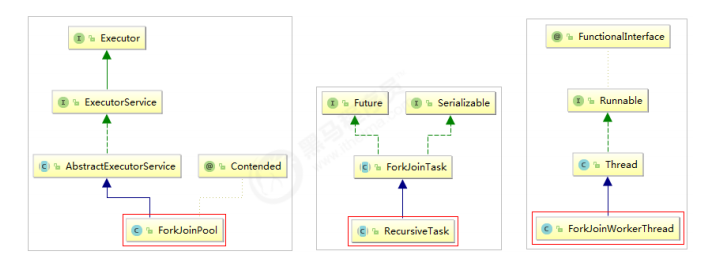 Executor
ExecutorService
AbstractExecutorService
Contended
ForkJoinPool
Future
Serializable
ForkJoinTask
RecursiveTask
FunctionalInterface
Runnable
Thread
ForkJoinWorkerThread